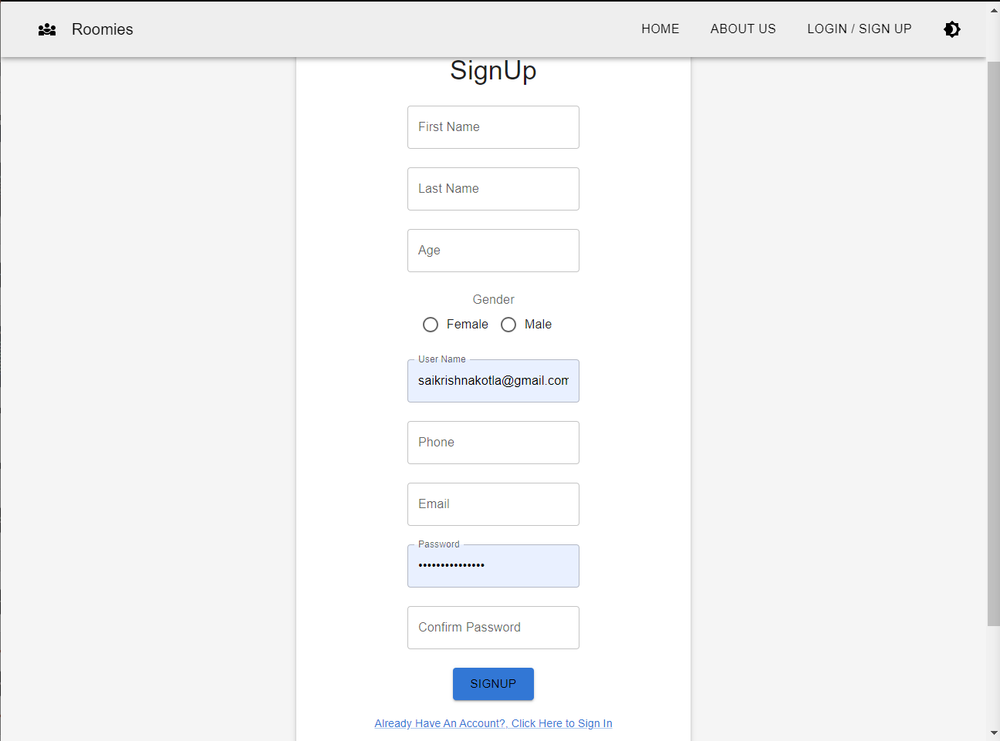 Roomies HOME ABOUT US LOGIN / SIGN UP
SignUp
First Name
Last Name
Age
Gender
Female Male
User Name
saikrishnakotla@gmail.com
Phone
Email
Password
•••••••••••••••
Confirm Password
SIGNUP
Already Have An Account?, Click Here to Sign In